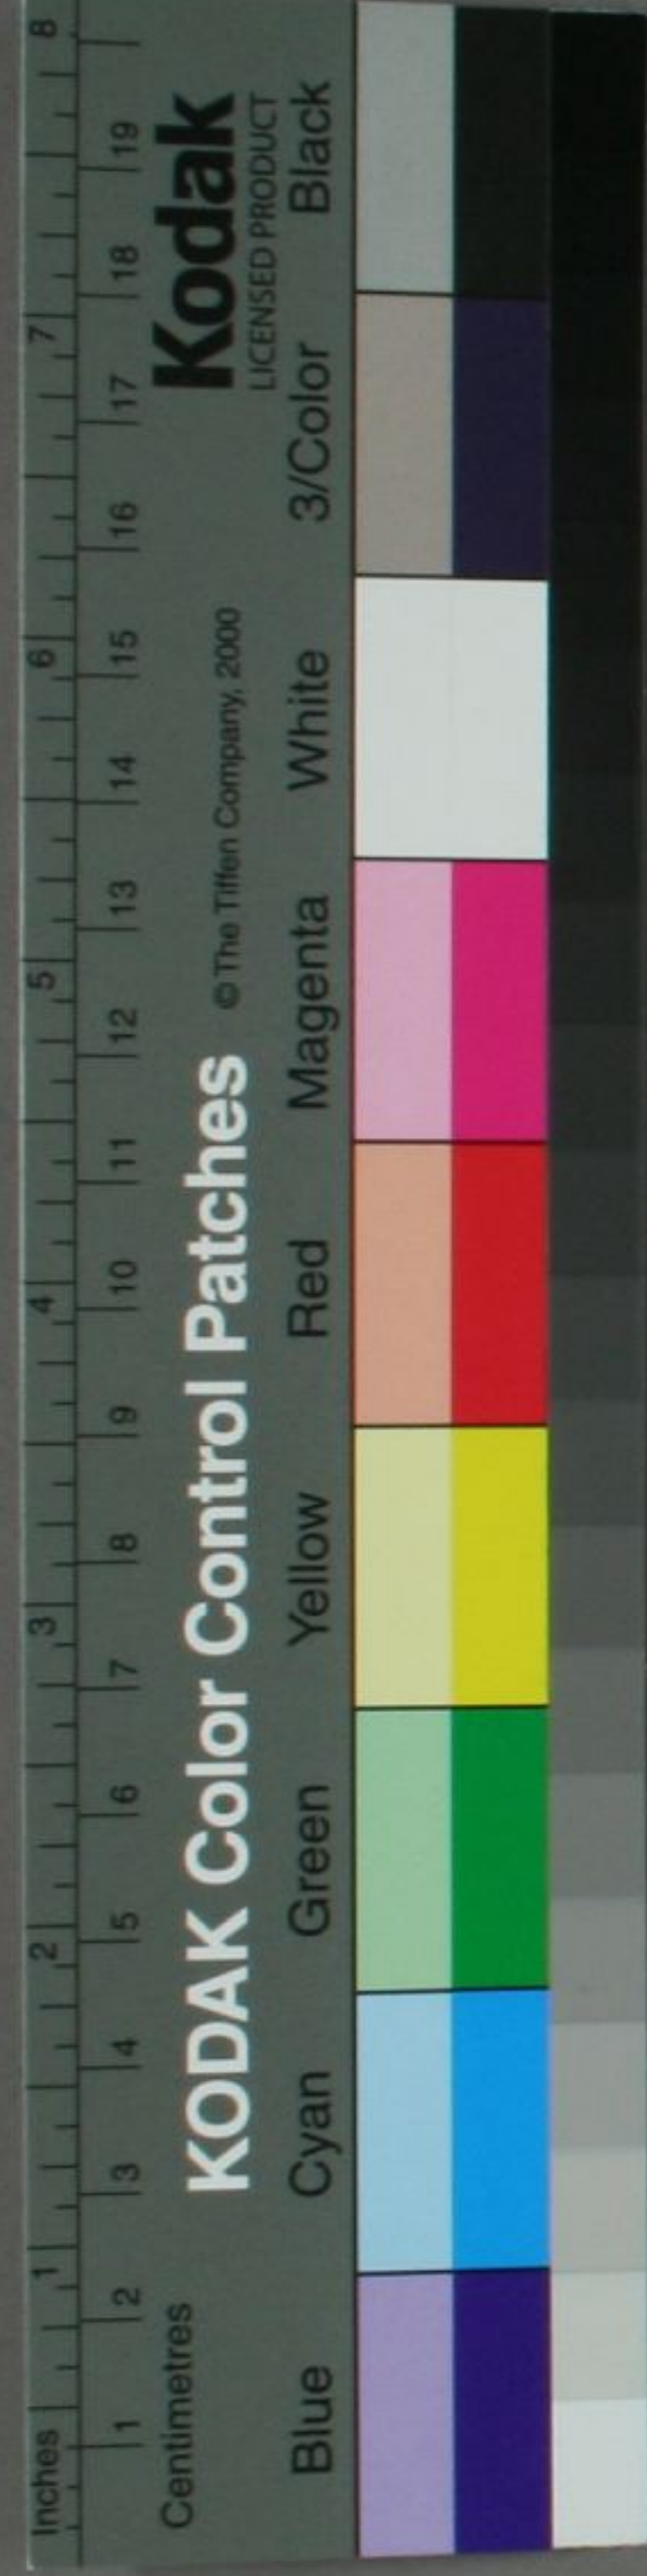 Inches 1 2 3 4 5 6 7 8
1 2 3 4 5 6 7 8 9 10 11 12 13 14 15 16 17 18 19
Centimetres
KODAK Color Control Patches
© The Tiffen Company, 2000
Kodak
LICENSED PRODUCT
Blue Cyan Green Yellow Red Magenta White 3/Color Black